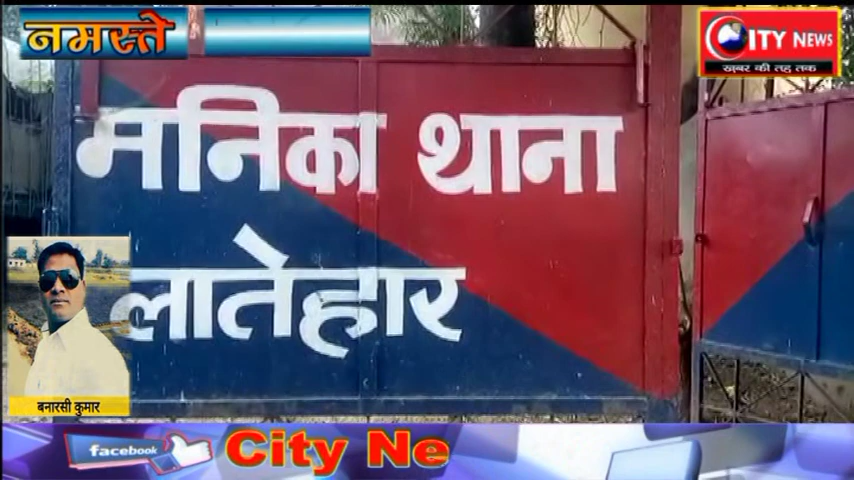 नमस्ते
CITY NEWS
ख़बर की तह तक
मनिका थाना
लातेहार
बनारसी कुमार
facebook
City Ne